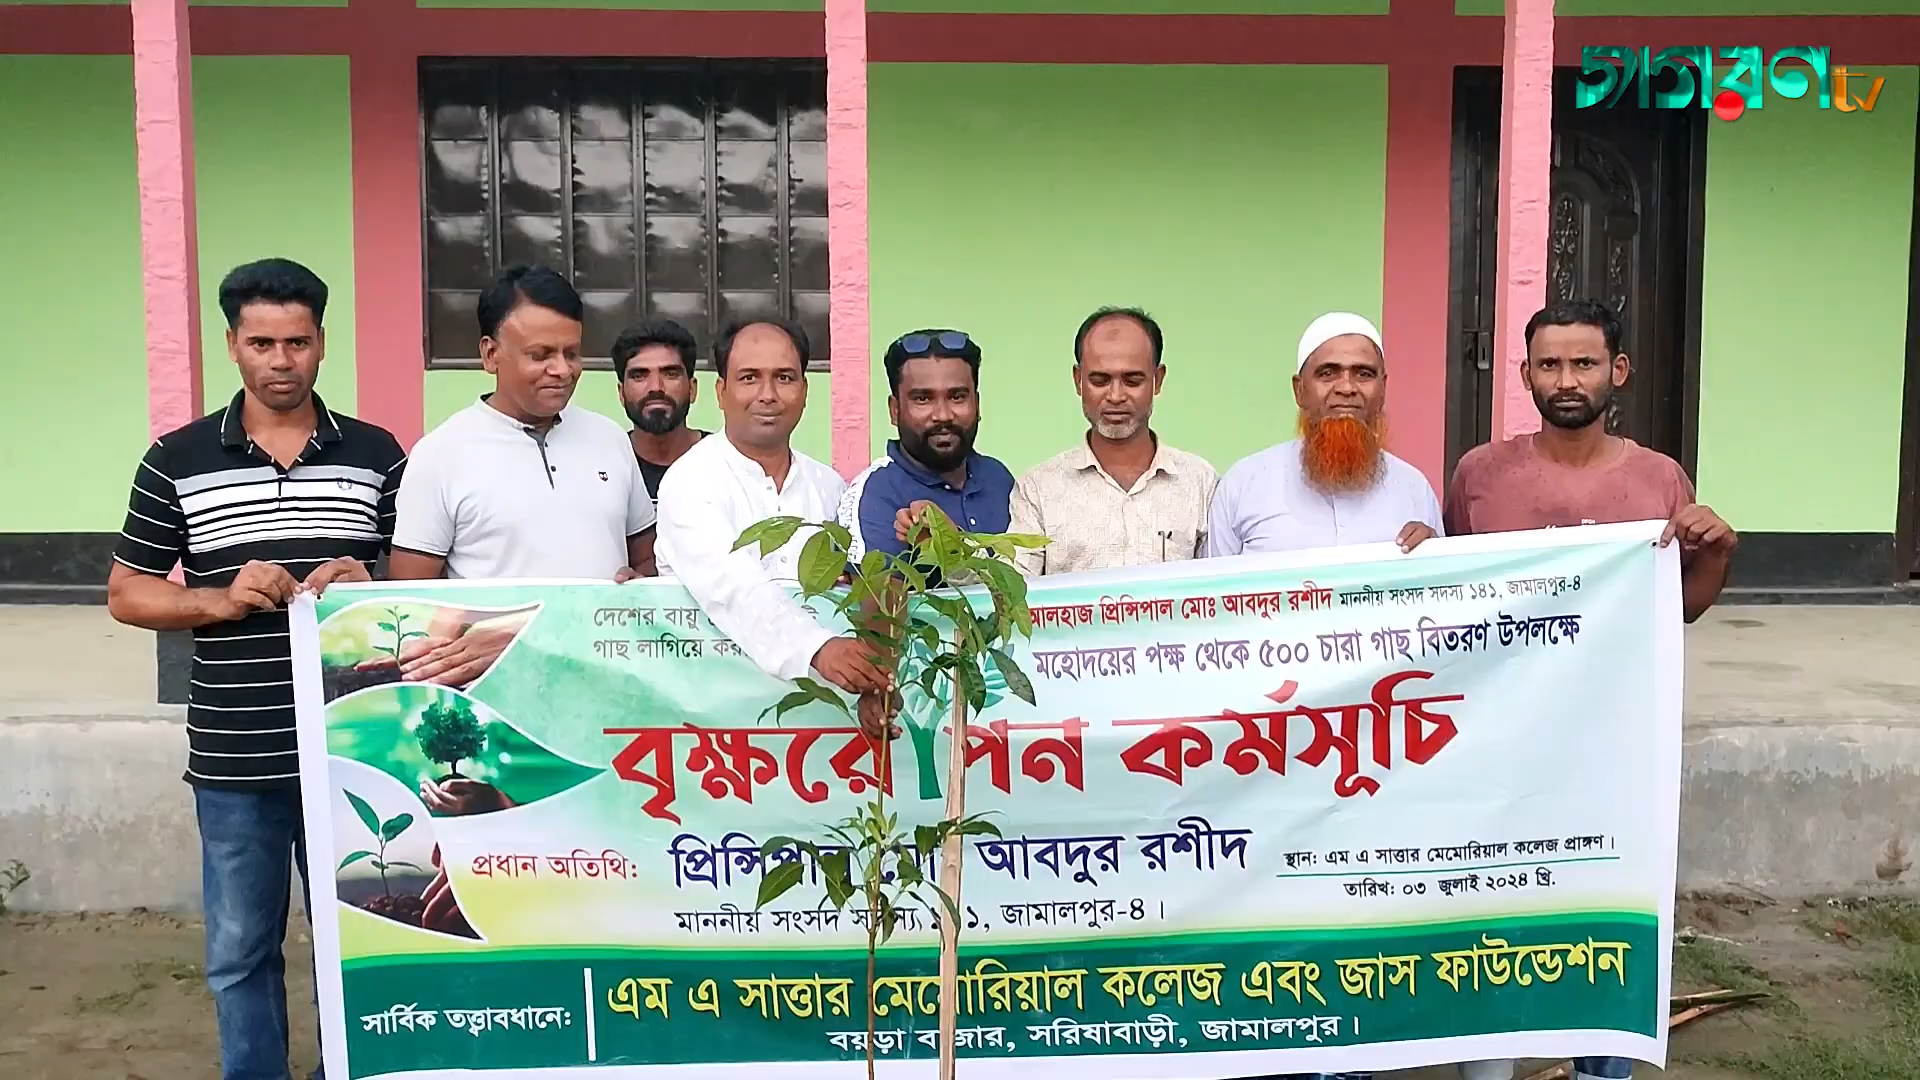 জাগরণ tv
দেশের বায়ু
গাছ লাগিয়ে
আলহাজ প্রিন্সিপাল মোঃ আবদুর রশীদ মাননীয় সংসদ সদস্য ১৪১, জামালপুর-৪
মহোদয়ের পক্ষ থেকে ৫০০ চারা গাছ বিতরণ উপলক্ষে
বৃক্ষরোপন কর্মসূচি
প্রধান অতিথি: প্রিন্সিপাল মোঃ আবদুর রশীদ
মাননীয় সংসদ সদস্য ১৪১, জামালপুর-৪।
স্থান: এম এ সাত্তার মেমোরিয়াল কলেজ প্রাঙ্গণ।
তারিখ: ০৩ জুলাই ২০২৪ খ্রি.
সার্বিক তত্ত্বাবধানে: এম এ সাত্তার মেমোরিয়াল কলেজ এবং জাস ফাউন্ডেশন
বয়ড়া বাজার, সরিষাবাড়ী, জামালপুর।